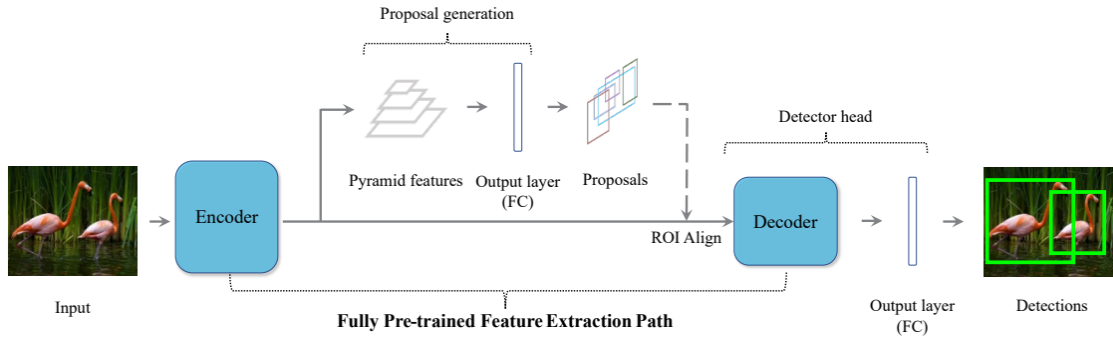 Proposal generation
Pyramid features
Output layer
(FC)
Proposals
Detector head
Encoder
ROI Align
Decoder
Input
Fully Pre-trained Feature Extraction Path
Output layer
(FC)
Detections